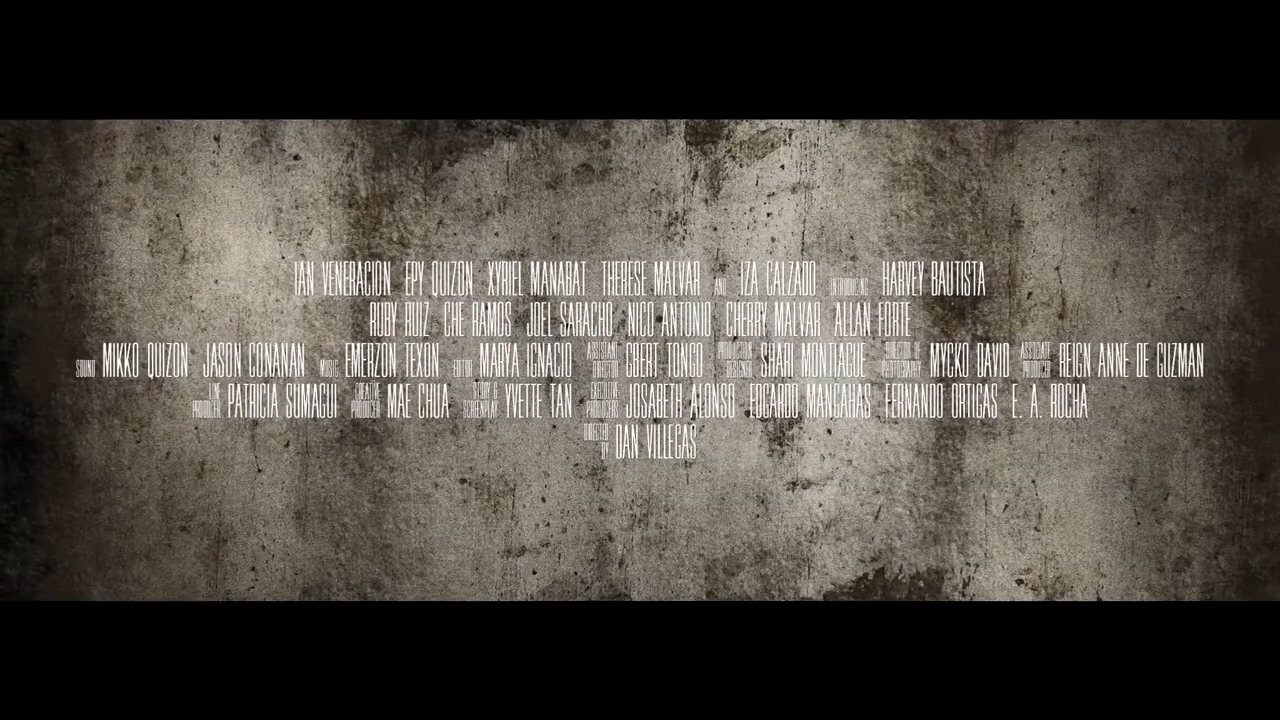 IAN VENERACION EPY QUIZON XYRIEL MANABAT THERESE MALVAR AND IZA CALZADO INTRODUCING HARVEY BAUTISTA
RUBY RUIZ CHE RAMOS JOEL SARACHO NICO ANTONIO CHERRY MALVAR ALLAN FORTE
SOUND MIKKO QUIZON JASON CONANAN MUSIC EMERZON TEXON EDITOR MARYA IGNACIO ASSISTANT DIRECTOR CBERT TONGO PRODUCTION DESIGNER SHARI MONTIAGUE DIRECTOR OF PHOTOGRAPHY MYCKO DAVID ASSOCIATE PRODUCER REIGN ANNE DE GUZMAN
LINE PRODUCER PATRICIA SUMAGUI CREATIVE PRODUCER MAE CHUA STORY & SCREENPLAY YVETTE TAN EXECUTIVE PRODUCERS JOSABETH ALONSO EDGARDO MANGAHAS FERNANDO ORTIGAS E. A. ROCHA
DIRECTED BY DAN VILLEGAS